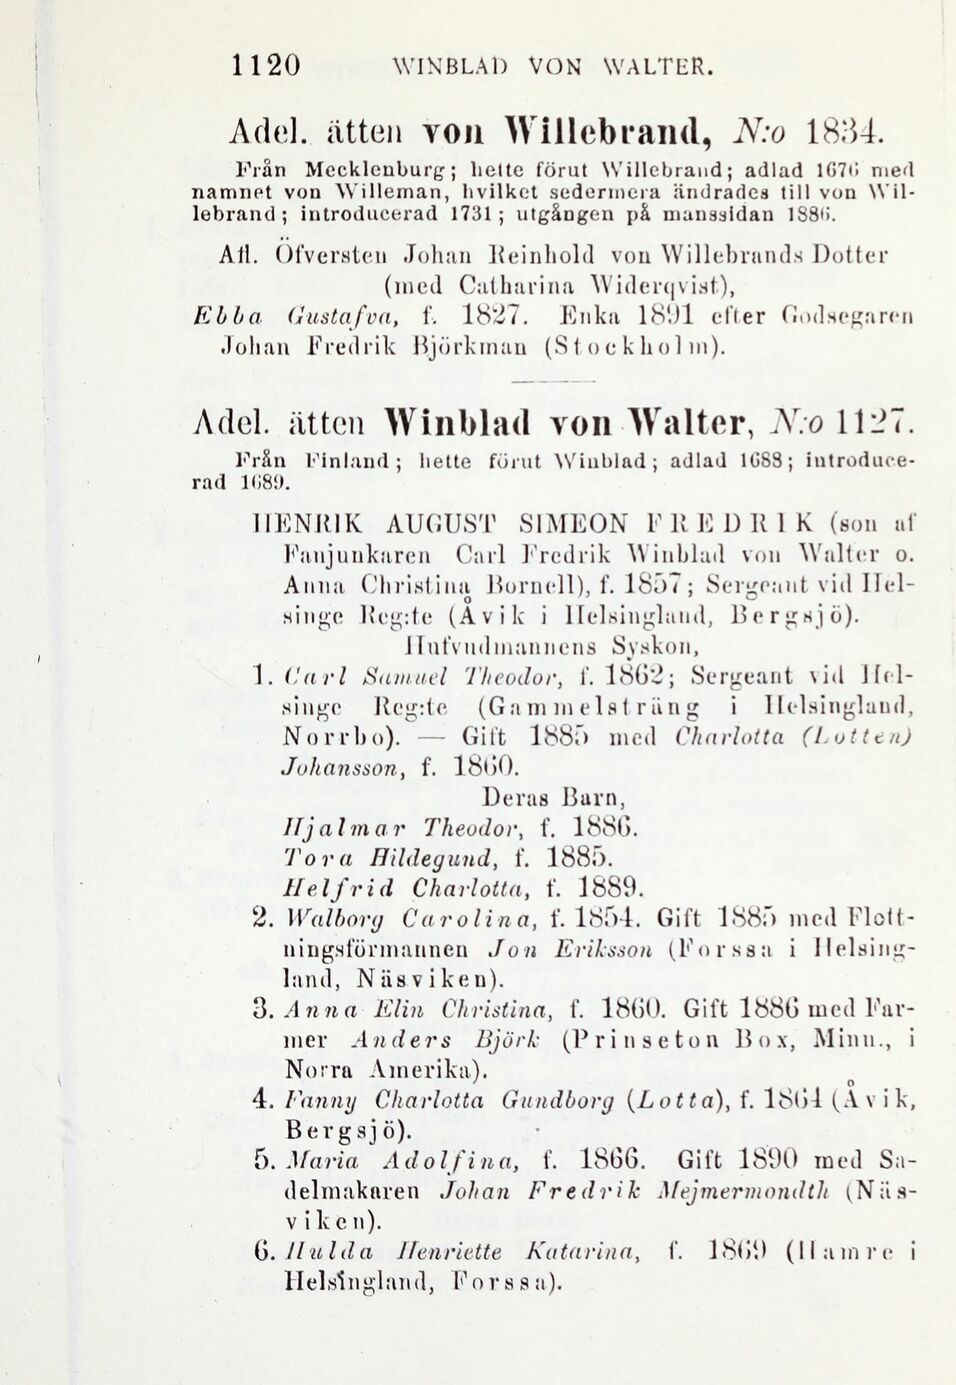 1120 WINBLAD VON WALTER.
Adel. ätten von Willebrand, N:o 1834.
Från Mecklenburg; hette förut Willebrand; adlad 1676 med
namnet von Willeman, hvilket sedermera ändrades till von Wil-
lebrand; introducerad 1731; utgången på manssidan 1886.
Afl. Öfversten Johan Reinhold von Willebrands Dotter
(med Catharina Widerqvist),
Ebba Gustafva, f. 1827. Enka 1891 efter Godsegaren
Johan Fredrik Björkman (Stockholm).
Adel. ätten Winblad von Walter, N:o 1127.
Från Finland; hette förut Winblad; adlad 1688; introduce-
rad 1689.
HENRIK AUGUST SIMEON FREDRIK (son af
Fanjunkaren Carl Fredrik Winblad von Walter o.
Anna Christina Bornell), f. 1857; Sergeant vid Hel-
singe Reg:te (Åvik i Helsingland, Bergsjö).
Hufvudmannens Syskon,
1. Carl Samuel Theodor, f. 1862; Sergeant vid Hel-
singe Reg:te (Gammelsträng i Helsingland,
Norrbo). — Gift 1885 med Charlotta (Lotten)
Johansson, f. 1860.
Deras Barn,
Hjalmar Theodor, f. 1886.
Tora Hildegund, f. 1885.
Helfrid Charlotta, f. 1889.
2. Walborg Carolina, f. 1854. Gift 1885 med Flott-
ningsförmannen Jon Eriksson (Forssa i Helsing-
land, Näsviken).
3. Anna Elin Christina, f. 1860. Gift 1886 med Far-
mer Anders Björk (Prinseton Box, Minn., i
Norra Amerika).
4. Fanny Charlotta Gundborg (Lotta), f. 1864 (Åvik,
Bergsjö).
5. Maria Adolfina, f. 1866. Gift 1890 med Sa-
delmakaren Johan Fredrik Mejmermondth (Näs-
viken).
6. Hulda Henriette Katarina, f. 1869 (Hamre i
Helsingland, Forssa).